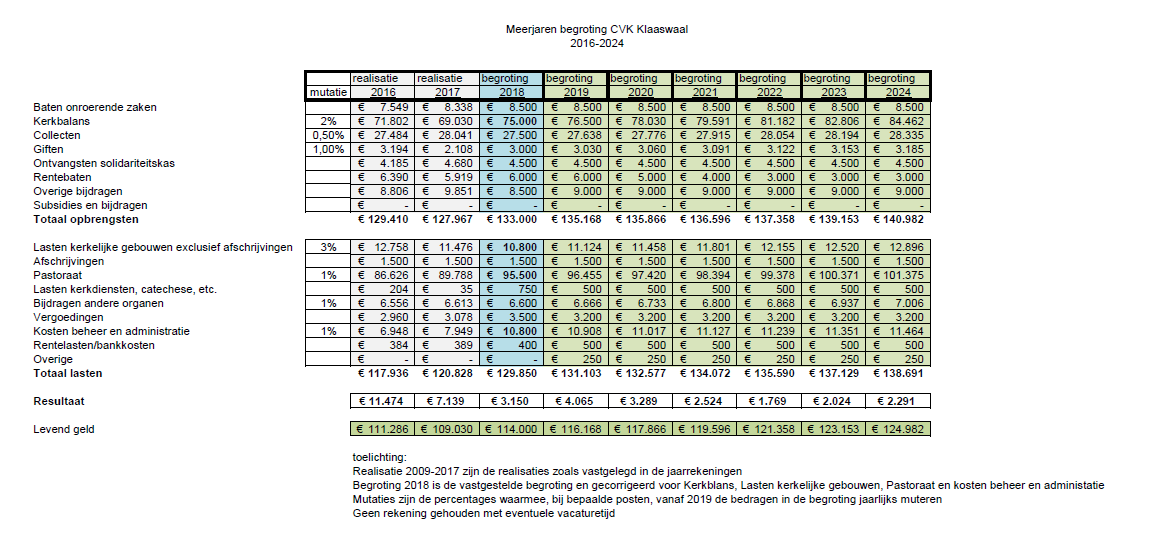 Meerjaren begroting CVK Klaaswaal
2016-2024
realisatie realisatie begroting begroting begroting begroting begroting begroting begroting
mutatie 2016 2017 2018 2019 2020 2021 2022 2023 2024
Baten onroerende zaken € 7.549 € 8.338 € 8.500 € 8.500 € 8.500 € 8.500 € 8.500 € 8.500 € 8.500
Kerkbalans 2% € 71.802 € 69.030 € 75.000 € 76.500 € 78.030 € 79.591 € 81.182 € 82.806 € 84.462
Collecten 0,50% € 27.484 € 28.041 € 27.500 € 27.638 € 27.776 € 27.915 € 28.054 € 28.194 € 28.335
Giften 1,00% € 3.194 € 2.108 € 3.000 € 3.030 € 3.060 € 3.091 € 3.122 € 3.153 € 3.185
Ontvangsten solidariteitskas € 4.185 € 4.680 € 4.500 € 4.500 € 4.500 € 4.500 € 4.500 € 4.500 € 4.500
Rentebaten € 6.390 € 5.919 € 6.000 € 6.000 € 5.000 € 4.000 € 3.000 € 3.000 € 3.000
Overige bijdragen € 8.806 € 9.851 € 8.500 € 9.000 € 9.000 € 9.000 € 9.000 € 9.000 € 9.000
Subsidies en bijdragen € - € - € - € - € - € - € - € - € -
Totaal opbrengsten € 129.410 € 127.967 € 133.000 € 135.168 € 135.866 € 136.596 € 137.358 € 139.153 € 140.982
Lasten kerkelijke gebouwen exclusief afschrijvingen 3% € 12.758 € 11.476 € 10.800 € 11.124 € 11.458 € 11.801 € 12.155 € 12.520 € 12.896
Afschrijvingen € 1.500 € 1.500 € 1.500 € 1.500 € 1.500 € 1.500 € 1.500 € 1.500 € 1.500
Pastoraat 1% € 86.626 € 89.788 € 95.500 € 96.455 € 97.420 € 98.394 € 99.378 € 100.371 € 101.375
Lasten kerkdiensten, catechese, etc. € 204 € 35 € 750 € 500 € 500 € 500 € 500 € 500 € 500
Bijdragen andere organen 1% € 6.556 € 6.613 € 6.600 € 6.666 € 6.733 € 6.800 € 6.868 € 6.937 € 7.006
Vergoedingen € 2.960 € 3.078 € 3.500 € 3.200 € 3.200 € 3.200 € 3.200 € 3.200 € 3.200
Kosten beheer en administratie 1% € 6.948 € 7.949 € 10.800 € 10.908 € 11.017 € 11.127 € 11.239 € 11.351 € 11.464
Rentelasten/bankkosten € 384 € 389 € 400 € 500 € 500 € 500 € 500 € 500 € 500
Overige € - € - € - € 250 € 250 € 250 € 250 € 250 € 250
Totaal lasten € 117.936 € 120.828 € 129.850 € 131.103 € 132.577 € 134.072 € 135.590 € 137.129 € 138.691
Resultaat € 11.474 € 7.139 € 3.150 € 4.065 € 3.289 € 2.524 € 1.769 € 2.024 € 2.291
Levend geld € 111.286 € 109.030 € 114.000 € 116.168 € 117.866 € 119.596 € 121.358 € 123.153 € 124.982
toelichting:
Realisatie 2009-2017 zijn de realisaties zoals vastgelegd in de jaarrekeningen
Begroting 2018 is de vastgestelde begroting en gecorrigeerd voor Kerkblans, Lasten kerkelijke gebouwen, Pastoraat en kosten beheer en administatie
Mutaties zijn de percentages waarmee, bij bepaalde posten, vanaf 2019 de bedragen in de begroting jaarlijks muteren
Geen rekening gehouden met eventuele vacaturetijd